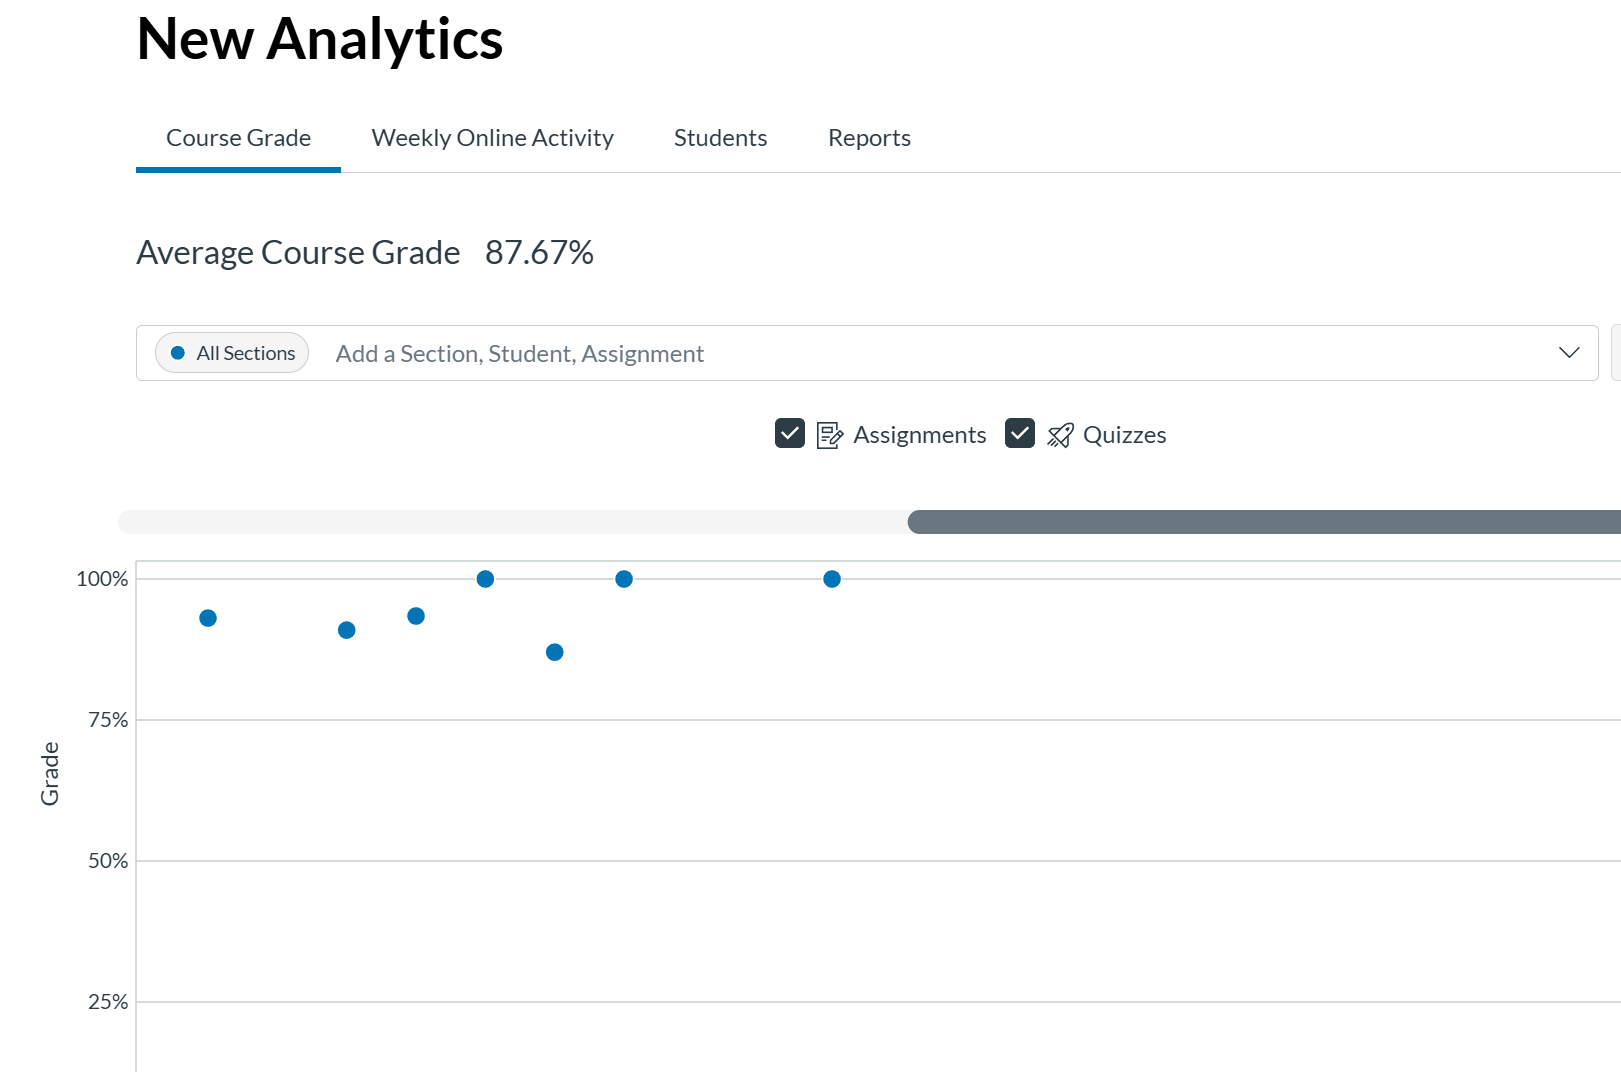 New Analytics
Course Grade Weekly Online Activity Students Reports
Average Course Grade 87.67%
All Sections Add a Section, Student, Assignment
Assignments Quizzes
100%
75%
Grade
50%
25%